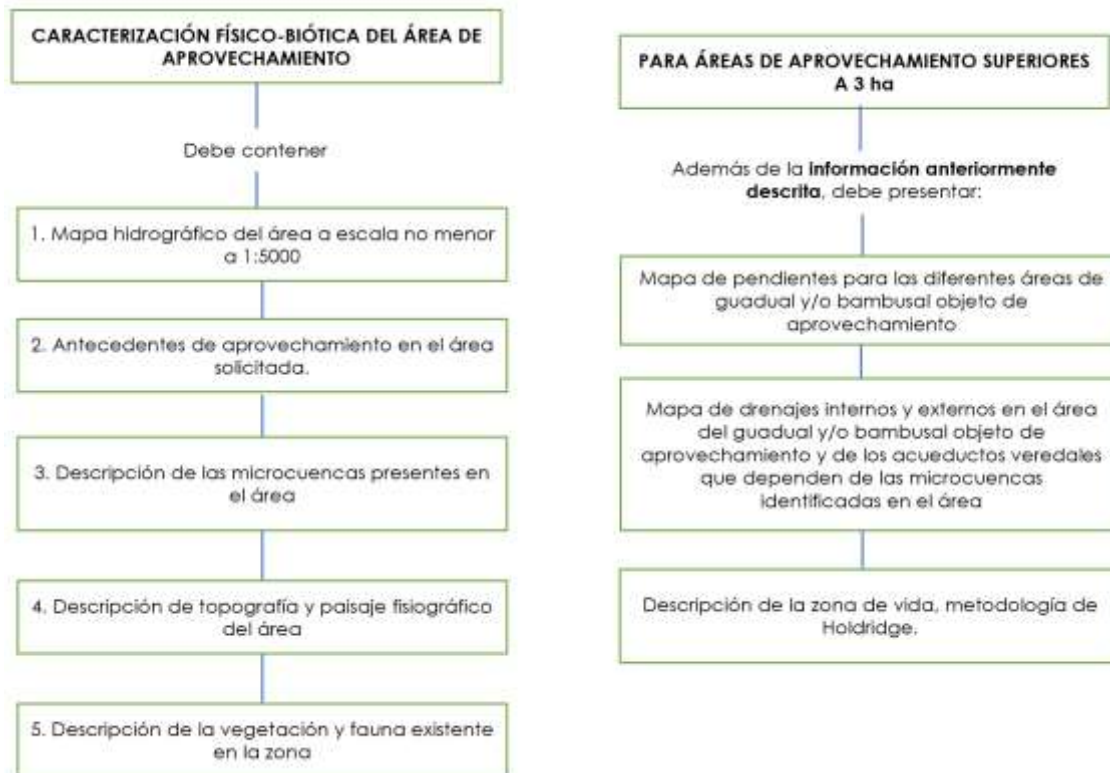 CARACTERIZACIÓN FÍSICO-BIÓTICA DEL ÁREA DE
APROVECHAMIENTO
Debe contener
1. Mapa hidrográfico del área a escala no menor
a 1:5000
2. Antecedentes de aprovechamiento en el área
solicitada.
3. Descripción de las microcuencas presentes en
el área
4. Descripción de topografía y paisaje fisiográfico
del área
5. Descripción de la vegetación y fauna existente
en la zona
PARA ÁREAS DE APROVECHAMIENTO SUPERIORES
A 3 ha
Además de la información anteriormente
descrita, debe presentar:
Mapa de pendientes para las diferentes áreas de
guadual y/o bambusal objeto de
aprovechamiento
Mapa de drenajes internos y externos en el área
del guadual y/o bambusal objeto de
aprovechamiento y de los acueductos veredales
que dependen de las microcuencas
identificadas en el área
Descripción de la zona de vida, metodología de
Holdridge.